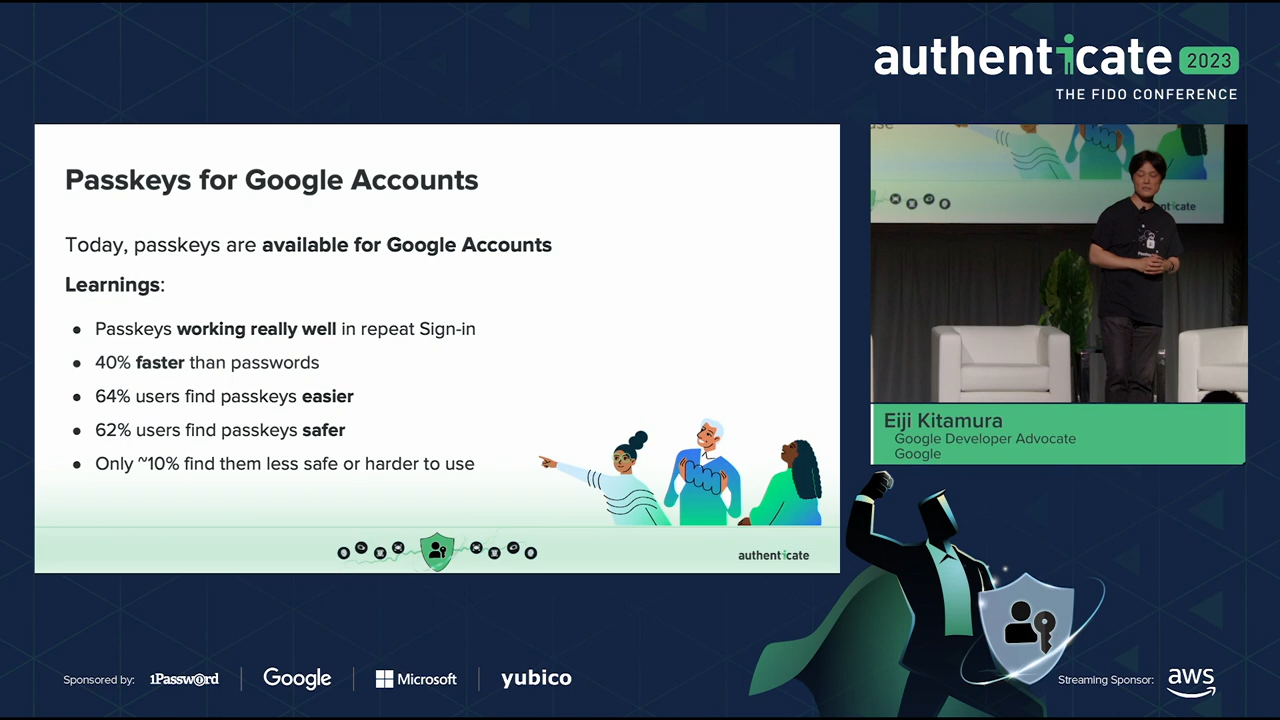 authenticate 2023
THE FIDO CONFERENCE
Passkeys for Google Accounts
Today, passkeys are available for Google Accounts
Learnings:
● Passkeys working really well in repeat Sign-in
● 40% faster than passwords
● 64% users find passkeys easier
● 62% users find passkeys safer
● Only ~10% find them less safe or harder to use
authenticate
Eiji Kitamura
Google Developer Advocate
Google
Sponsored by: 1Password Google Microsoft yubico
Streaming Sponsor: aws